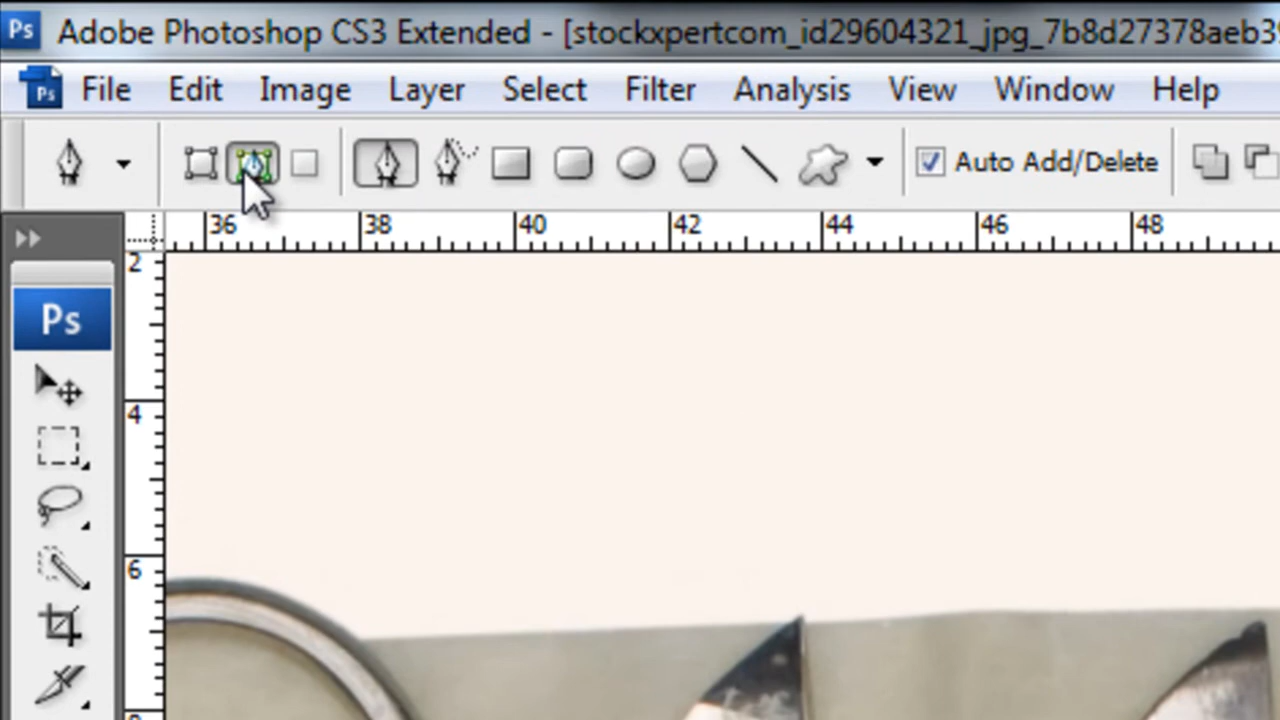 Ps Adobe Photoshop CS3 Extended - [stockxpertcom_id29604321_jpg_7b8d27378aeb39
Ps File Edit Image Layer Select Filter Analysis View Window Help
Auto Add/Delete
36 38 40 42 44 46 48
2
Ps
4
6